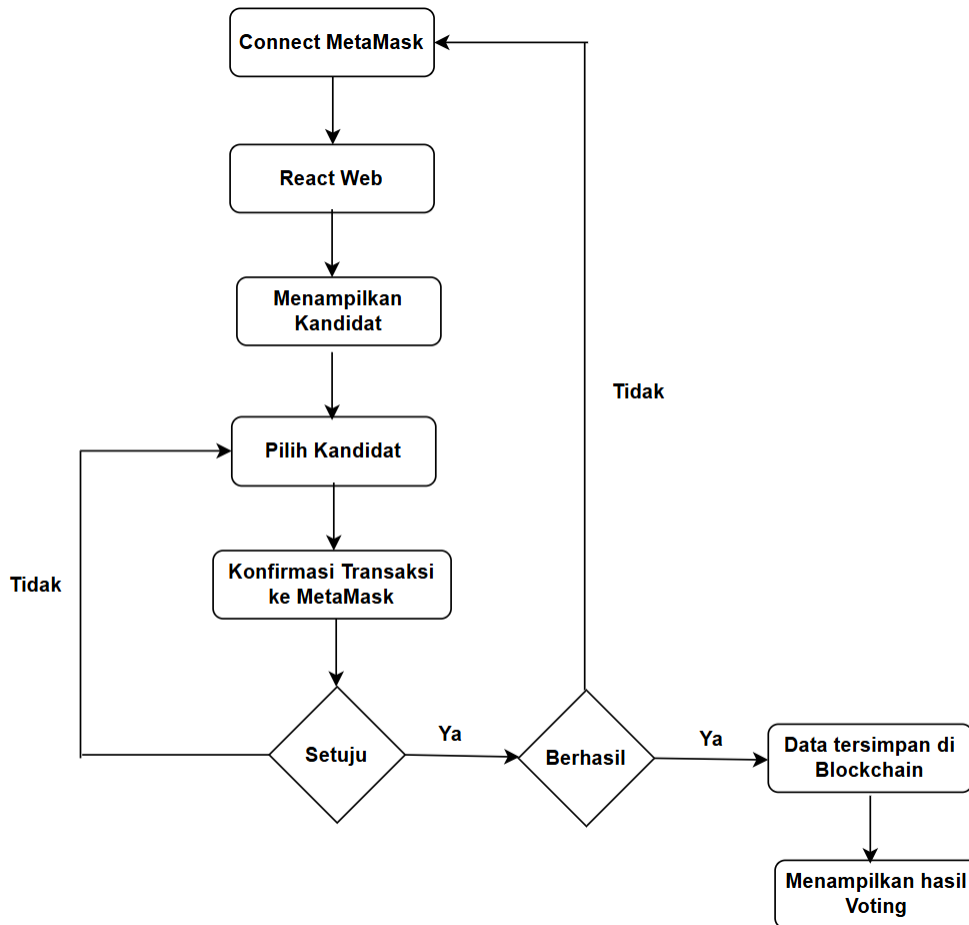 Connect MetaMask
React Web
Menampilkan
Kandidat
Tidak
Pilih Kandidat
Konfirmasi Transaksi
ke MetaMask
Tidak
Setuju
Ya
Berhasil
Ya
Data tersimpan di
Blockchain
Menampilkan hasil
Voting